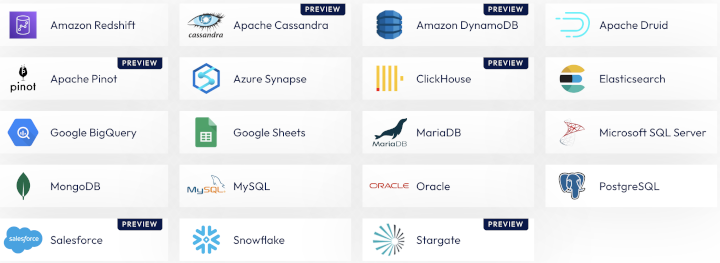 PREVIEW
PREVIEW
Amazon Redshift
cassandra
Apache Cassandra
Amazon DynamoDB
Apache Druid
PREVIEW
PREVIEW
pinot
Apache Pinot
Azure Synapse
ClickHouse
Elasticsearch
Google BigQuery
Google Sheets
MariaDB
MariaDB
Microsoft SQL Server
MongoDB
MySQL
MySQL
ORACLE
Oracle
PostgreSQL
PREVIEW
PREVIEW
salesforce
Salesforce
Snowflake
Stargate